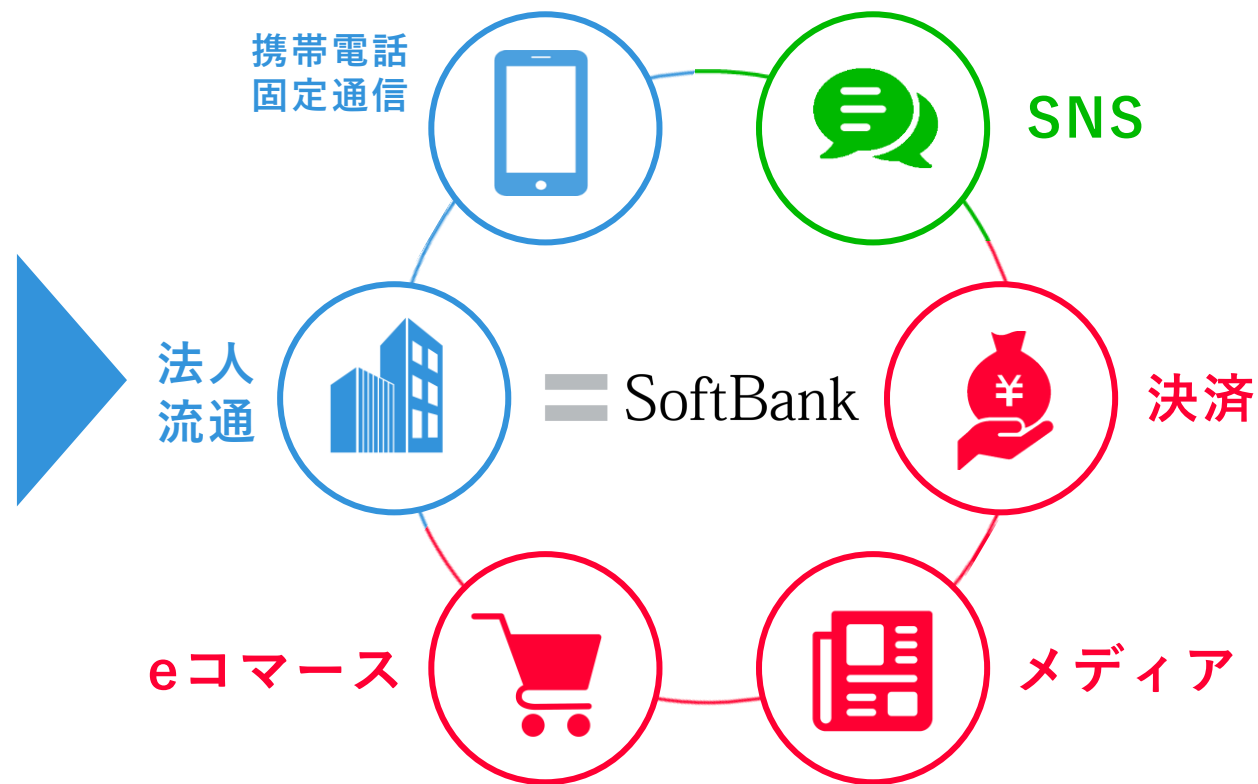 携帯電話
固定通信
SNS
法人
流通
SoftBank
¥
決済
eコマース
メディア